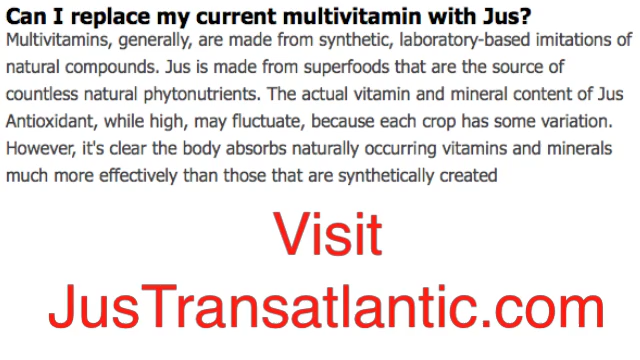 Can I replace my current multivitamin with Jus?
Multivitamins, generally, are made from synthetic, laboratory-based imitations of
natural compounds. Jus is made from superfoods that are the source of
countless natural phytonutrients. The actual vitamin and mineral content of Jus
Antioxidant, while high, may fluctuate, because each crop has some variation.
However, it's clear the body absorbs naturally occurring vitamins and minerals
much more effectively than those that are synthetically created
Visit
JusTransatlantic.com